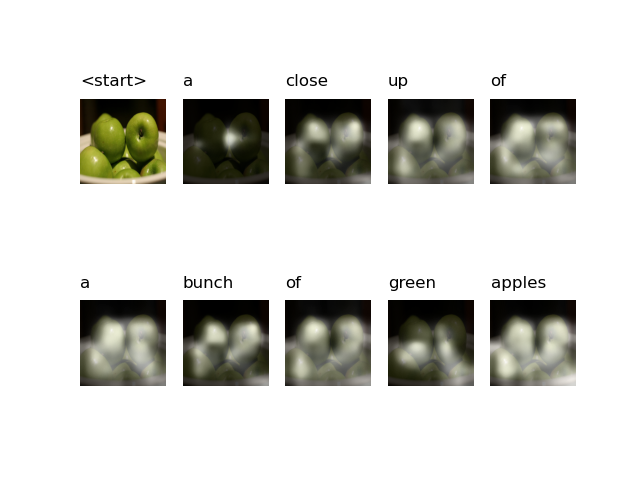 <start> a close up of
a bunch of green apples